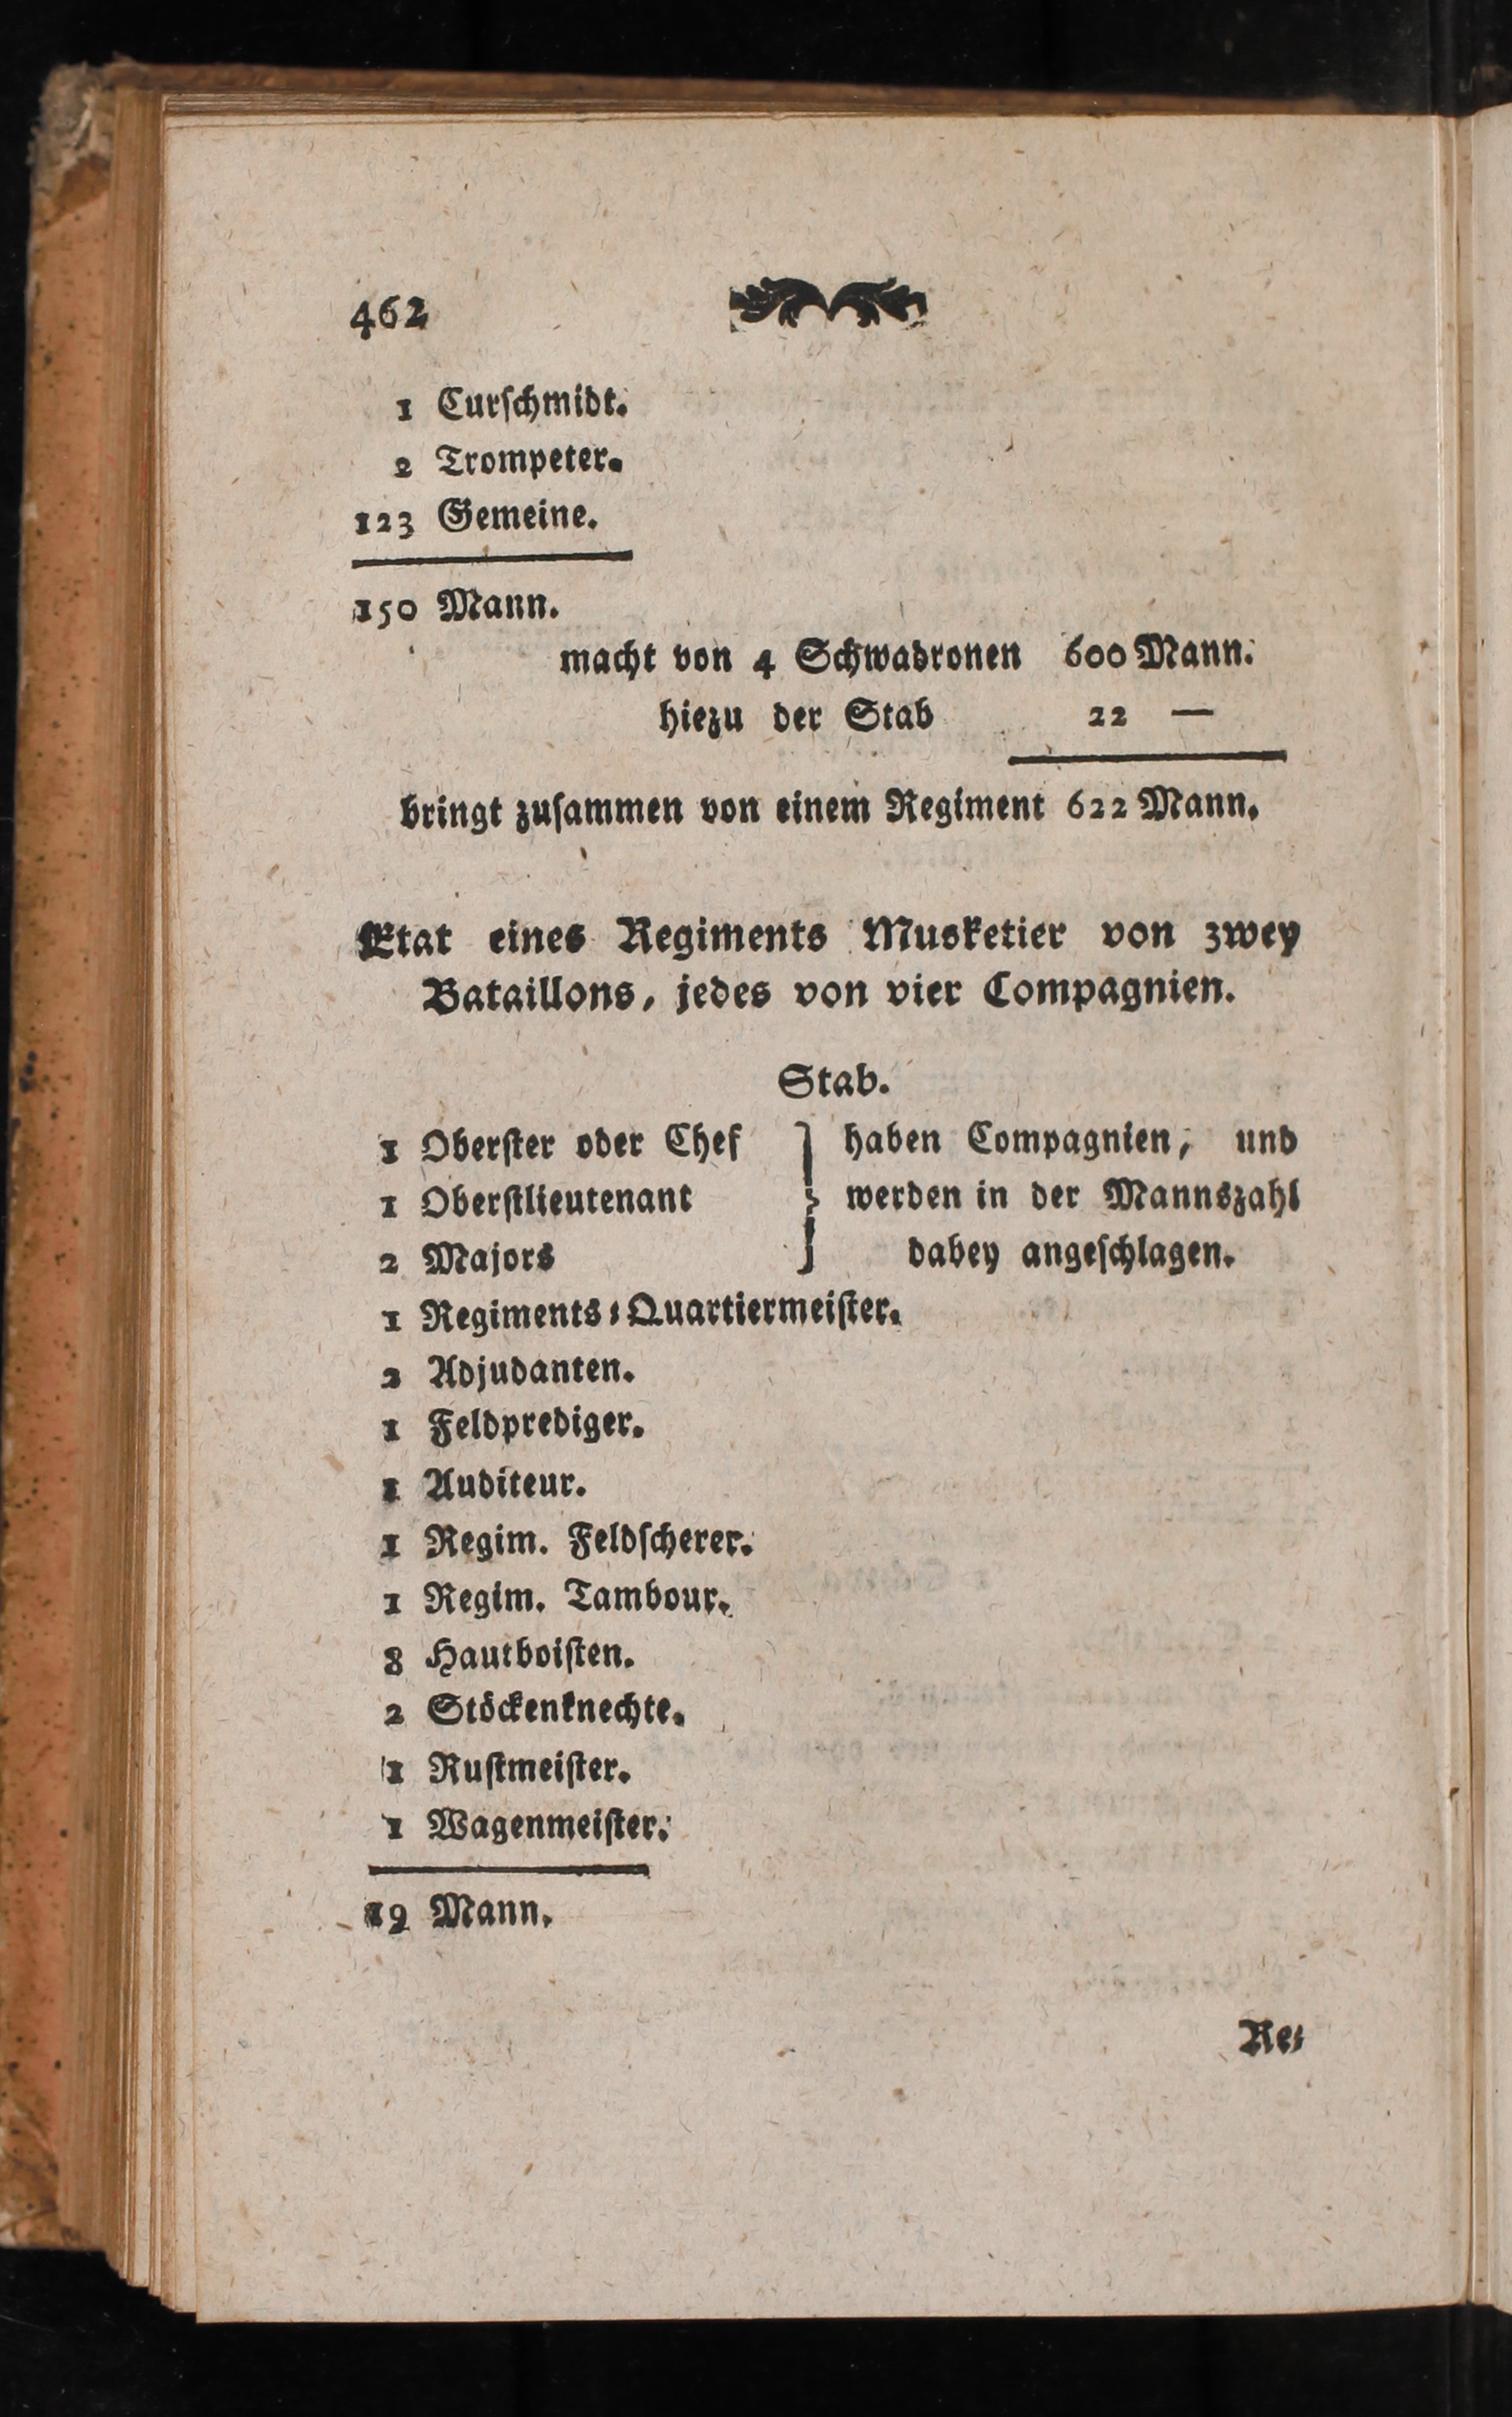 462
1 Curſchmidt.
2 Trompeter.
123 Gemeine.
150 Mann.
macht von 4 Schwadronen 600 Mann.
hiezu der Stab 22 —
bringt zuſammen von einem Regiment 622 Mann.
Etat eines Regiments Musketier von zwey
Bataillons, jedes von vier Compagnien.
Stab.
1 Oberſter oder Chef } haben Compagnien, und
1 Oberſtlieutenant } werden in der Mannszahl
2 Majors } dabey angeſchlagen.
1 Regiments⸗Quartiermeiſter.
2 Adjudanten.
1 Feldprediger.
1 Auditeur.
1 Regim. Feldſcherer.
1 Regim. Tambour.
8 Hautboiſten.
2 Stöckenknechte.
1 Ruſtmeiſter.
1 Wagenmeiſter.
19 Mann.
Re⸗